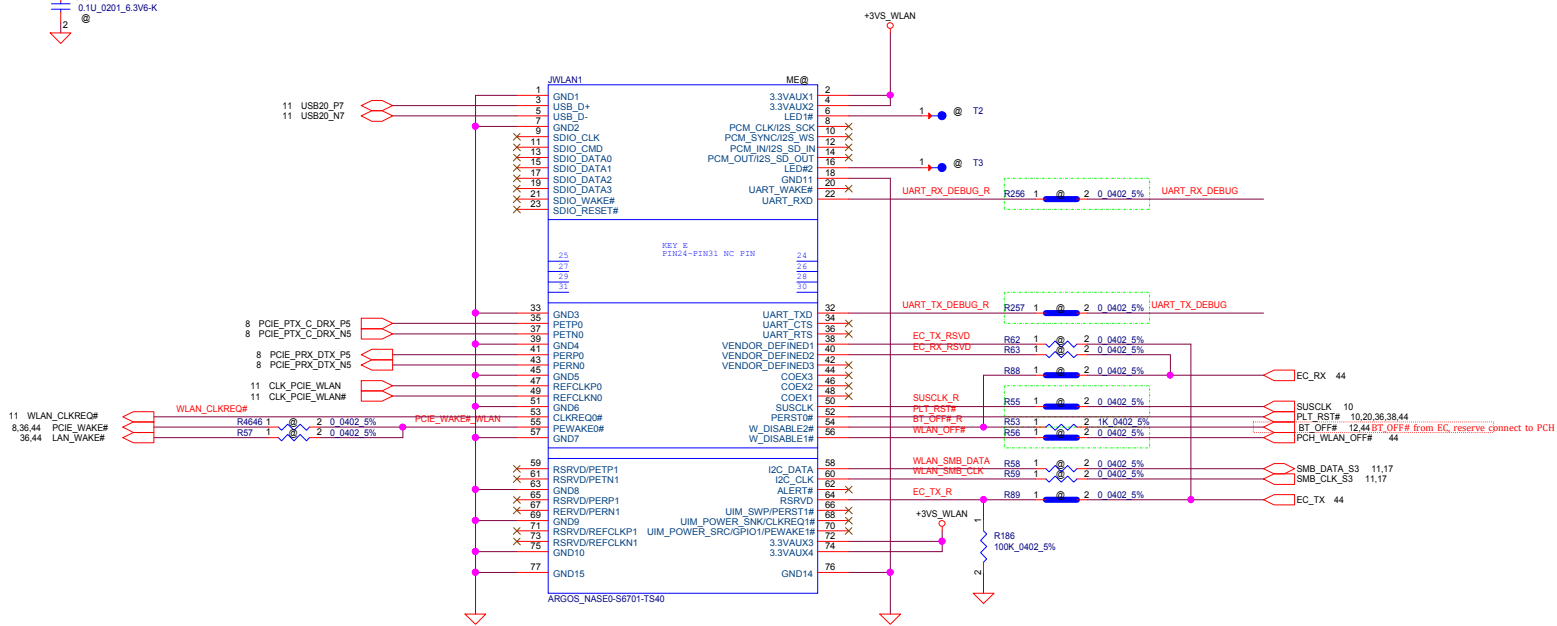 0.1U_0201_6.3V6-K
2
@
+3VS_WLAN
JWLAN1 ME@
1 GND1 3.3VAUX1 2
11 USB20_P7 3 USB_D+ 3.3VAUX2 4
11 USB20_N7 5 USB_D- LED1# 6 1 @ T2
7 GND2 PCM_CLK/I2S_SCK 8
9 SDIO_CLK PCM_SYNC/I2S_WS 10
11 SDIO_CMD PCM_IN/I2S_SD_IN 12
13 SDIO_DATA0 PCM_OUT/I2S_SD_OUT 14
15 SDIO_DATA1 LED#2 16 1 @ T3
17 SDIO_DATA2 GND11 18
19 SDIO_DATA3 UART_WAKE# 20
21 SDIO_WAKE# UART_RXD 22 UART_RX_DEBUG_R R256 1 @ 2 0_0402_5% UART_RX_DEBUG
23 SDIO_RESET#
KEY E
PIN24~PIN31 NC PIN
25 24
27 26
29 28
31 30
33 GND3 UART_TXD 32 UART_TX_DEBUG_R R257 1 @ 2 0_0402_5% UART_TX_DEBUG
8 PCIE_PTX_C_DRX_P5 35 PETP0 UART_CTS 34
8 PCIE_PTX_C_DRX_N5 37 PETN0 UART_RTS 36
39 GND4 VENDOR_DEFINED1 38 EC_TX_RSVD R62 1 @ 2 0_0402_5%
8 PCIE_PRX_DTX_P5 41 PERP0 VENDOR_DEFINED2 40 EC_RX_RSVD R63 1 @ 2 0_0402_5%
8 PCIE_PRX_DTX_N5 43 PERN0 VENDOR_DEFINED3 42
45 GND5 COEX3 44 R88 1 @ 2 0_0402_5% EC_RX 44
11 CLK_PCIE_WLAN 47 REFCLKP0 COEX2 46
11 CLK_PCIE_WLAN# 49 REFCLKN0 COEX1 48
51 GND6 SUSCLK 50 SUSCLK_R R55 1 @ 2 0_0402_5% SUSCLK 10
11 WLAN_CLKREQ# WLAN_CLKREQ# 53 CLKREQ0# PERST0# 52 PLT_RST# PLT_RST# 10,20,36,38,44
8,36,44 PCIE_WAKE# R4646 1 @ 2 0_0402_5% PCIE_WAKE#_WLAN 55 PEWAKE0# W_DISABLE2# 54 BT_OFF#_R R53 1 @ 2 1K_0402_5% BT_OFF# 12,44 BT_OFF# from EC, reserve connect to PCH
36,44 LAN_WAKE# R57 1 @ 2 0_0402_5% 57 GND7 W_DISABLE1# 56 WLAN_OFF# R56 1 @ 2 0_0402_5% PCH_WLAN_OFF# 44
59 RSRVD/PETP1 I2C_DATA 58 WLAN_SMB_DATA R58 1 @ 2 0_0402_5% SMB_DATA_S3 11,17
61 RSRVD/PETN1 I2C_CLK 60 WLAN_SMB_CLK R59 1 @ 2 0_0402_5% SMB_CLK_S3 11,17
63 GND8 ALERT# 62
65 RSRVD/PERP1 RSRVD 64 EC_TX_R R89 1 @ 2 0_0402_5% EC_TX 44
67 RERVD/PERN1 UIM_SWP/PERST1# 66
69 GND9 UIM_POWER_SNK/CLKREQ1# 68 +3VS_WLAN
71 RSRVD/REFCLKP1 UIM_POWER_SRC/GPIO1/PEWAKE1# 70
73 RSRVD/REFCLKN1 3.3VAUX3 72
75 GND10 3.3VAUX4 74
1 R186
100K_0402_5%
2
77 GND15 GND14 76
ARGOS_NASE0-S6701-TS40